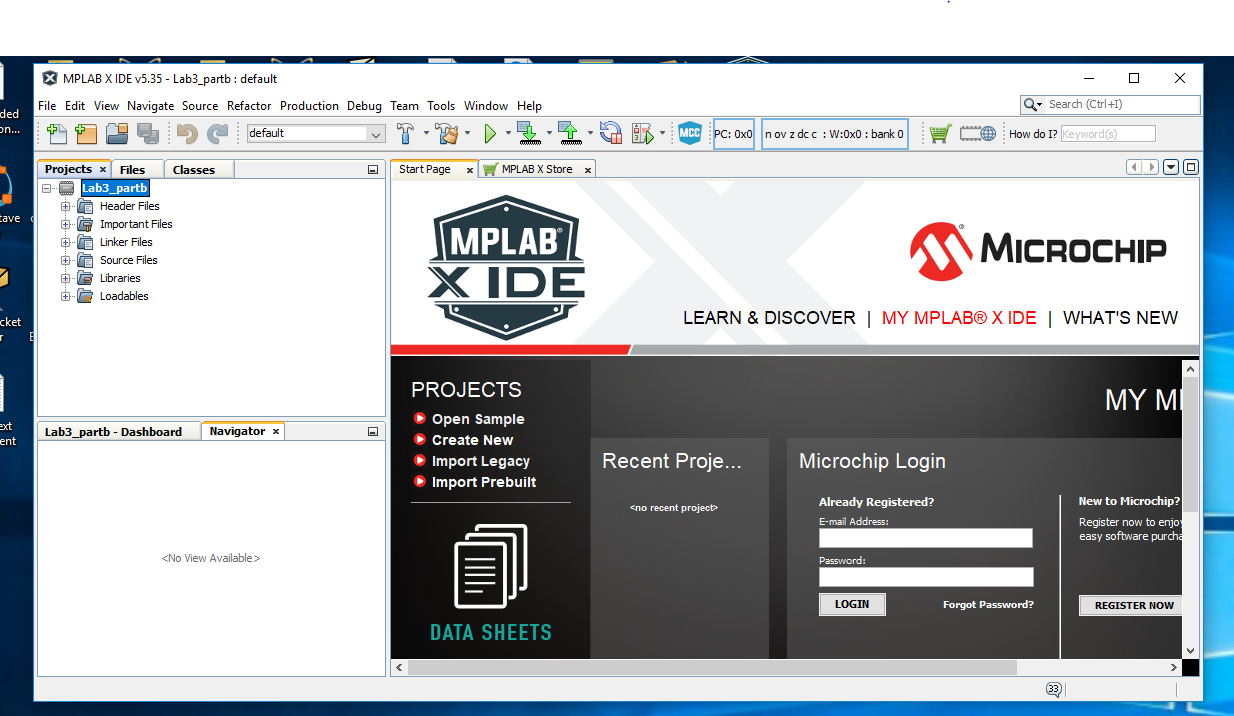 MPLAB X IDE v5.35 - Lab3_partb : default
File Edit View Navigate Source Refactor Production Debug Team Tools Window Help
Search (Ctrl+I)
default
MCC
PC: 0x0
n ov z dc c : W:0x0 : bank 0
How do I?
Keyword(s)
Projects
Files
Classes
Start Page
MPLAB X Store
Lab3_partb
Header Files
Important Files
Linker Files
Source Files
Libraries
Loadables
MPLAB®
X IDE
MICROCHIP
LEARN & DISCOVER | MY MPLAB® X IDE | WHAT'S NEW
PROJECTS
Open Sample
Create New
Import Legacy
Import Prebuilt
DATA SHEETS
MY M
Recent Proje...
<no recent project>
Microchip Login
Already Registered?
E-mail Address:
Password:
LOGIN
Forgot Password?
New to Microchip?
Register now to enjoy
easy software purcha
REGISTER NOW
Lab3_partb - Dashboard
Navigator
<No View Available>
33
ded
on...
tave
cket
r
ext
ent